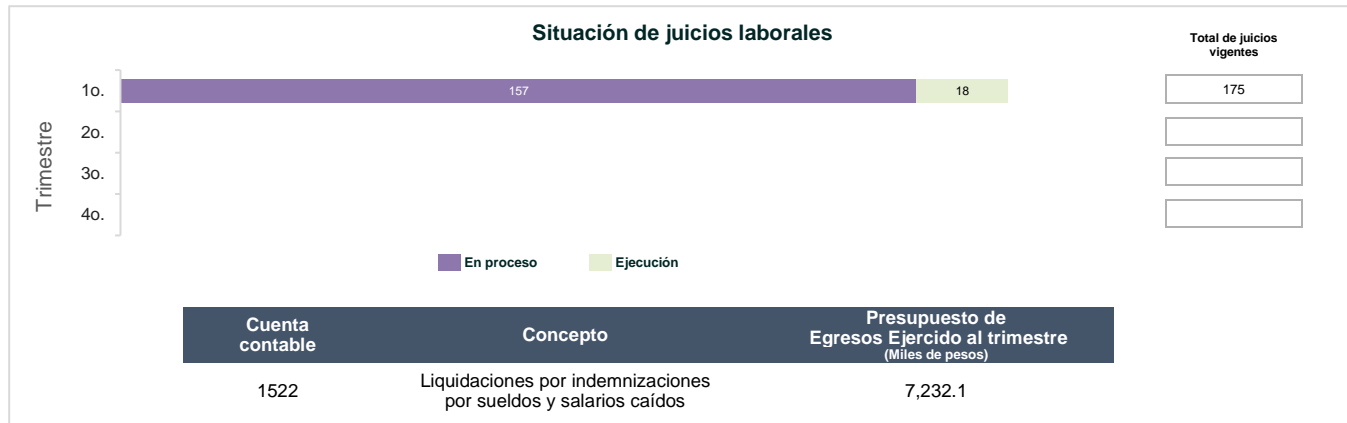 Situación de juicios laborales
Total de juicios
vigentes
Trimestre
1o.
157
18
175
2o.
3o.
4o.
En proceso
Ejecución
Cuenta
contable
Concepto
Presupuesto de
Egresos Ejercido al trimestre
(Miles de pesos)
1522
Liquidaciones por indemnizaciones
por sueldos y salarios caídos
7,232.1